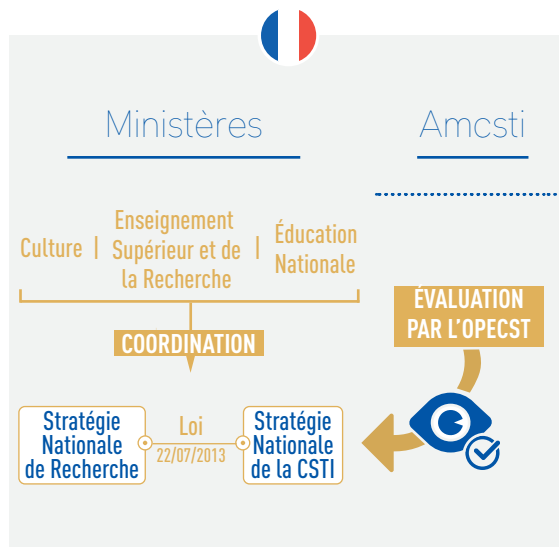 Ministères
Amcsti
Culture
Enseignement
Supérieur et de
la Recherche
Éducation
Nationale
COORDINATION
ÉVALUATION
PAR L'OPECST
Stratégie
Nationale
de Recherche
Loi
22/07/2013
Stratégie
Nationale
de la CSTI